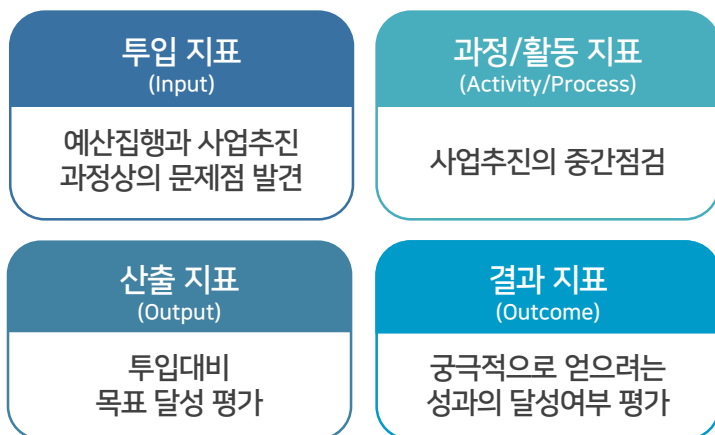 투입 지표
(Input)
예산집행과 사업추진
과정상의 문제점 발견
과정/활동 지표
(Activity/Process)
사업추진의 중간점검
산출 지표
(Output)
투입대비
목표 달성 평가
결과 지표
(Outcome)
궁극적으로 얻으려는
성과의 달성여부 평가